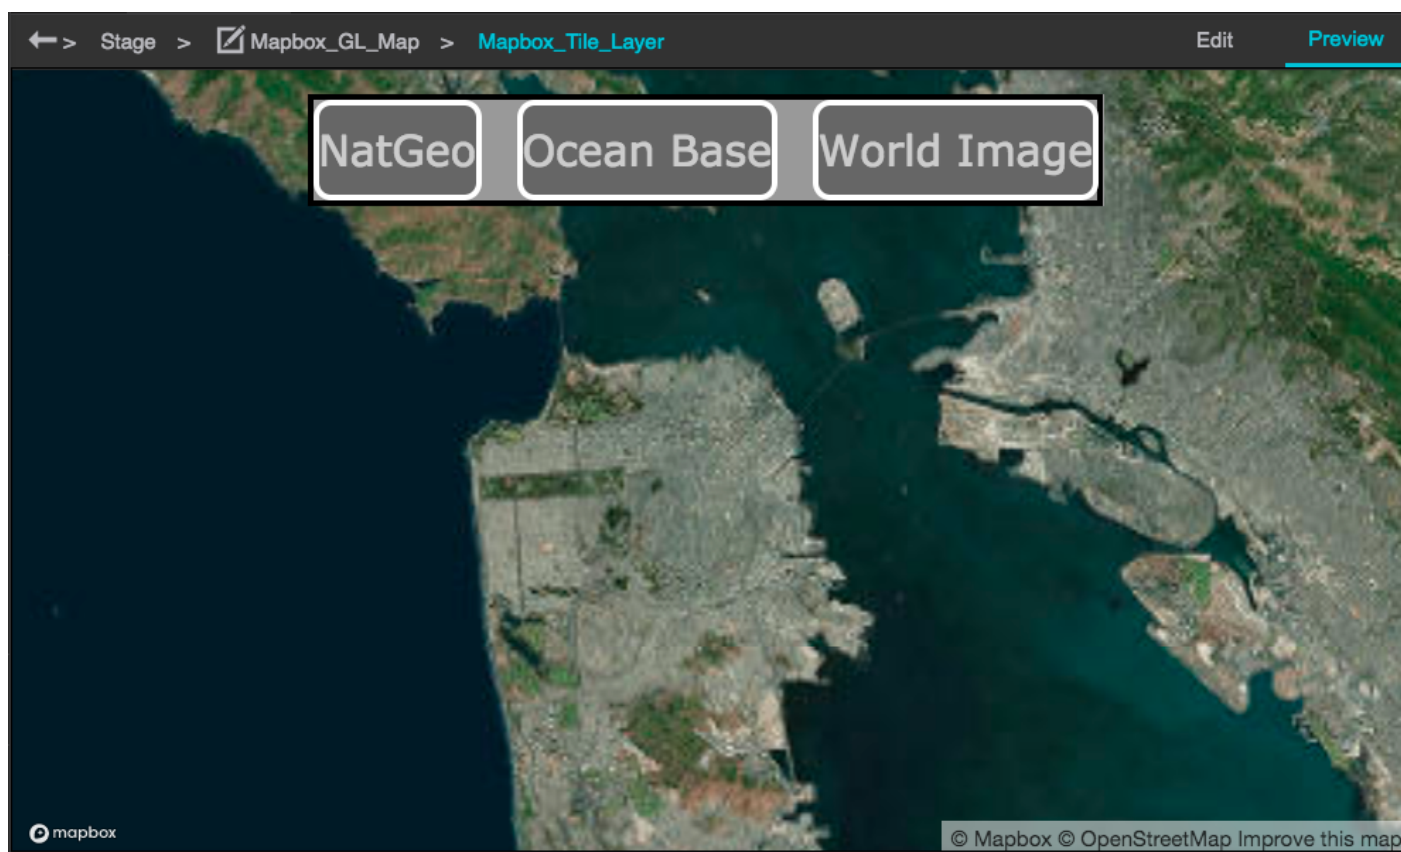 ← > Stage > Mapbox_GL_Map > Mapbox_Tile_Layer Edit Preview
NatGeo Ocean Base World Image
mapbox
© Mapbox © OpenStreetMap Improve this map